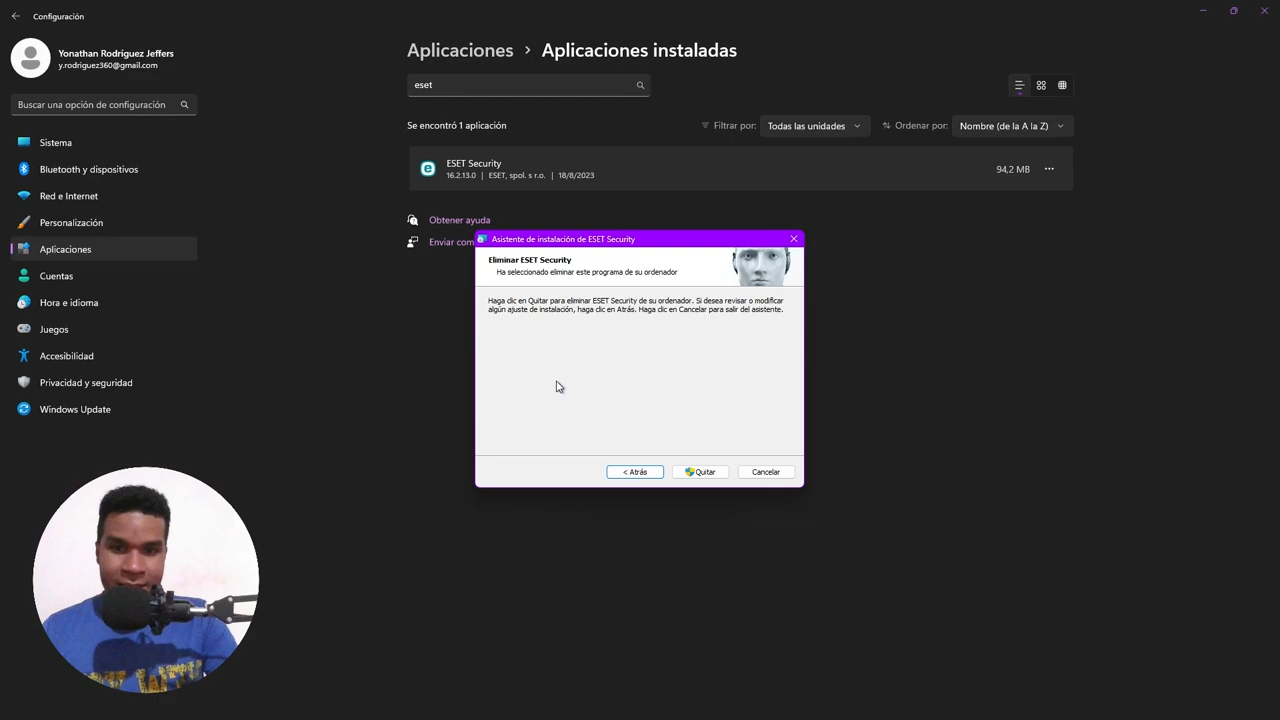 Configuración
Yonathan Rodríguez Jeffers
y.rodriguez360@gmail.com
Buscar una opción de configuración
Sistema
Bluetooth y dispositivos
Red e Internet
Personalización
Aplicaciones
Cuentas
Hora e idioma
Juegos
Accesibilidad
Privacidad y seguridad
Windows Update
Aplicaciones > Aplicaciones instaladas
eset
Se encontró 1 aplicación
Filtrar por: Todas las unidades
Ordenar por: Nombre (de la A la Z)
ESET Security
16.2.13.0 | ESET, spol. s r.o. | 18/8/2023
94,2 MB
Obtener ayuda
Enviar com
Asistente de instalación de ESET Security
Eliminar ESET Security
Ha seleccionado eliminar este programa de su ordenador
Haga clic en Quitar para eliminar ESET Security de su ordenador. Si desea revisar o modificar
algún ajuste de instalación, haga clic en Atrás. Haga clic en Cancelar para salir del asistente.
< Atrás
Quitar
Cancelar